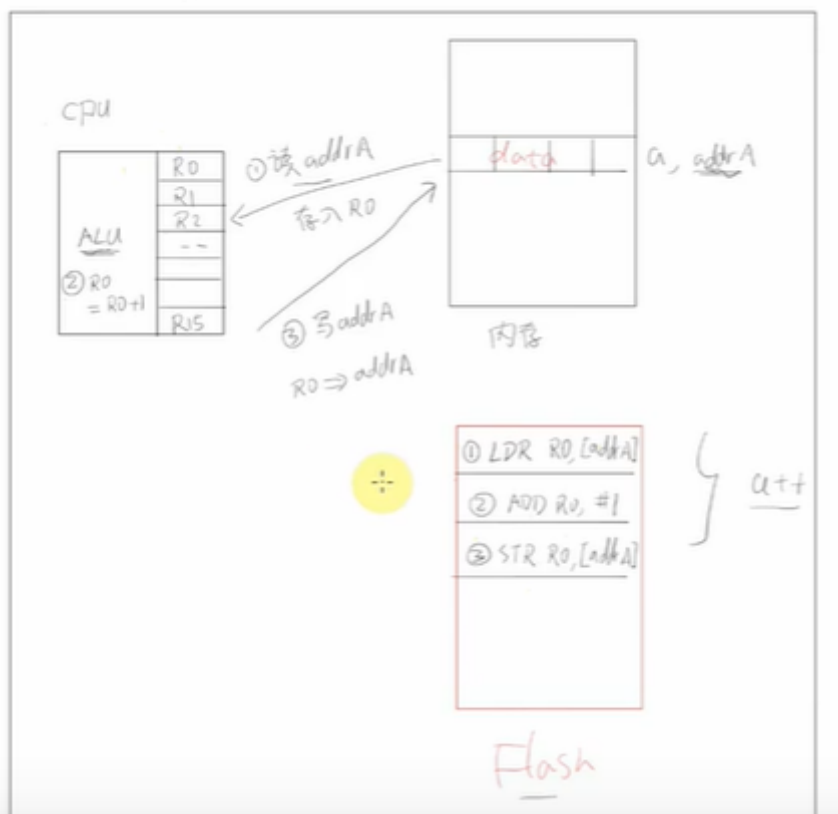 CPU
R0
R1
R2
--
R15
ALU
② R0
= R0+1
① 读 addrA
存入 R0
③ 写 addrA
R0 ⇒ addrA
data
a, addrA
内存
① LDR R0, [addrA]
② ADD R0, #1
③ STR R0, [addrA]
a++
Flash